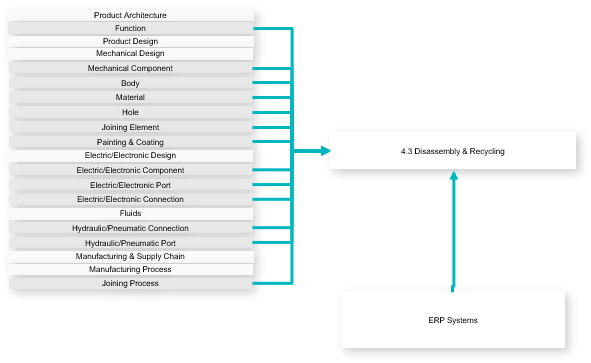 Product Architecture
Function
Product Design
Mechanical Design
Mechanical Component
Body
Material
Hole
Joining Element
Painting & Coating
Electric/Electronic Design
Electric/Electronic Component
Electric/Electronic Port
Electric/Electronic Connection
Fluids
Hydraulic/Pneumatic Connection
Hydraulic/Pneumatic Port
Manufacturing & Supply Chain
Manufacturing Process
Joining Process
4.3 Disassembly & Recycling
ERP Systems